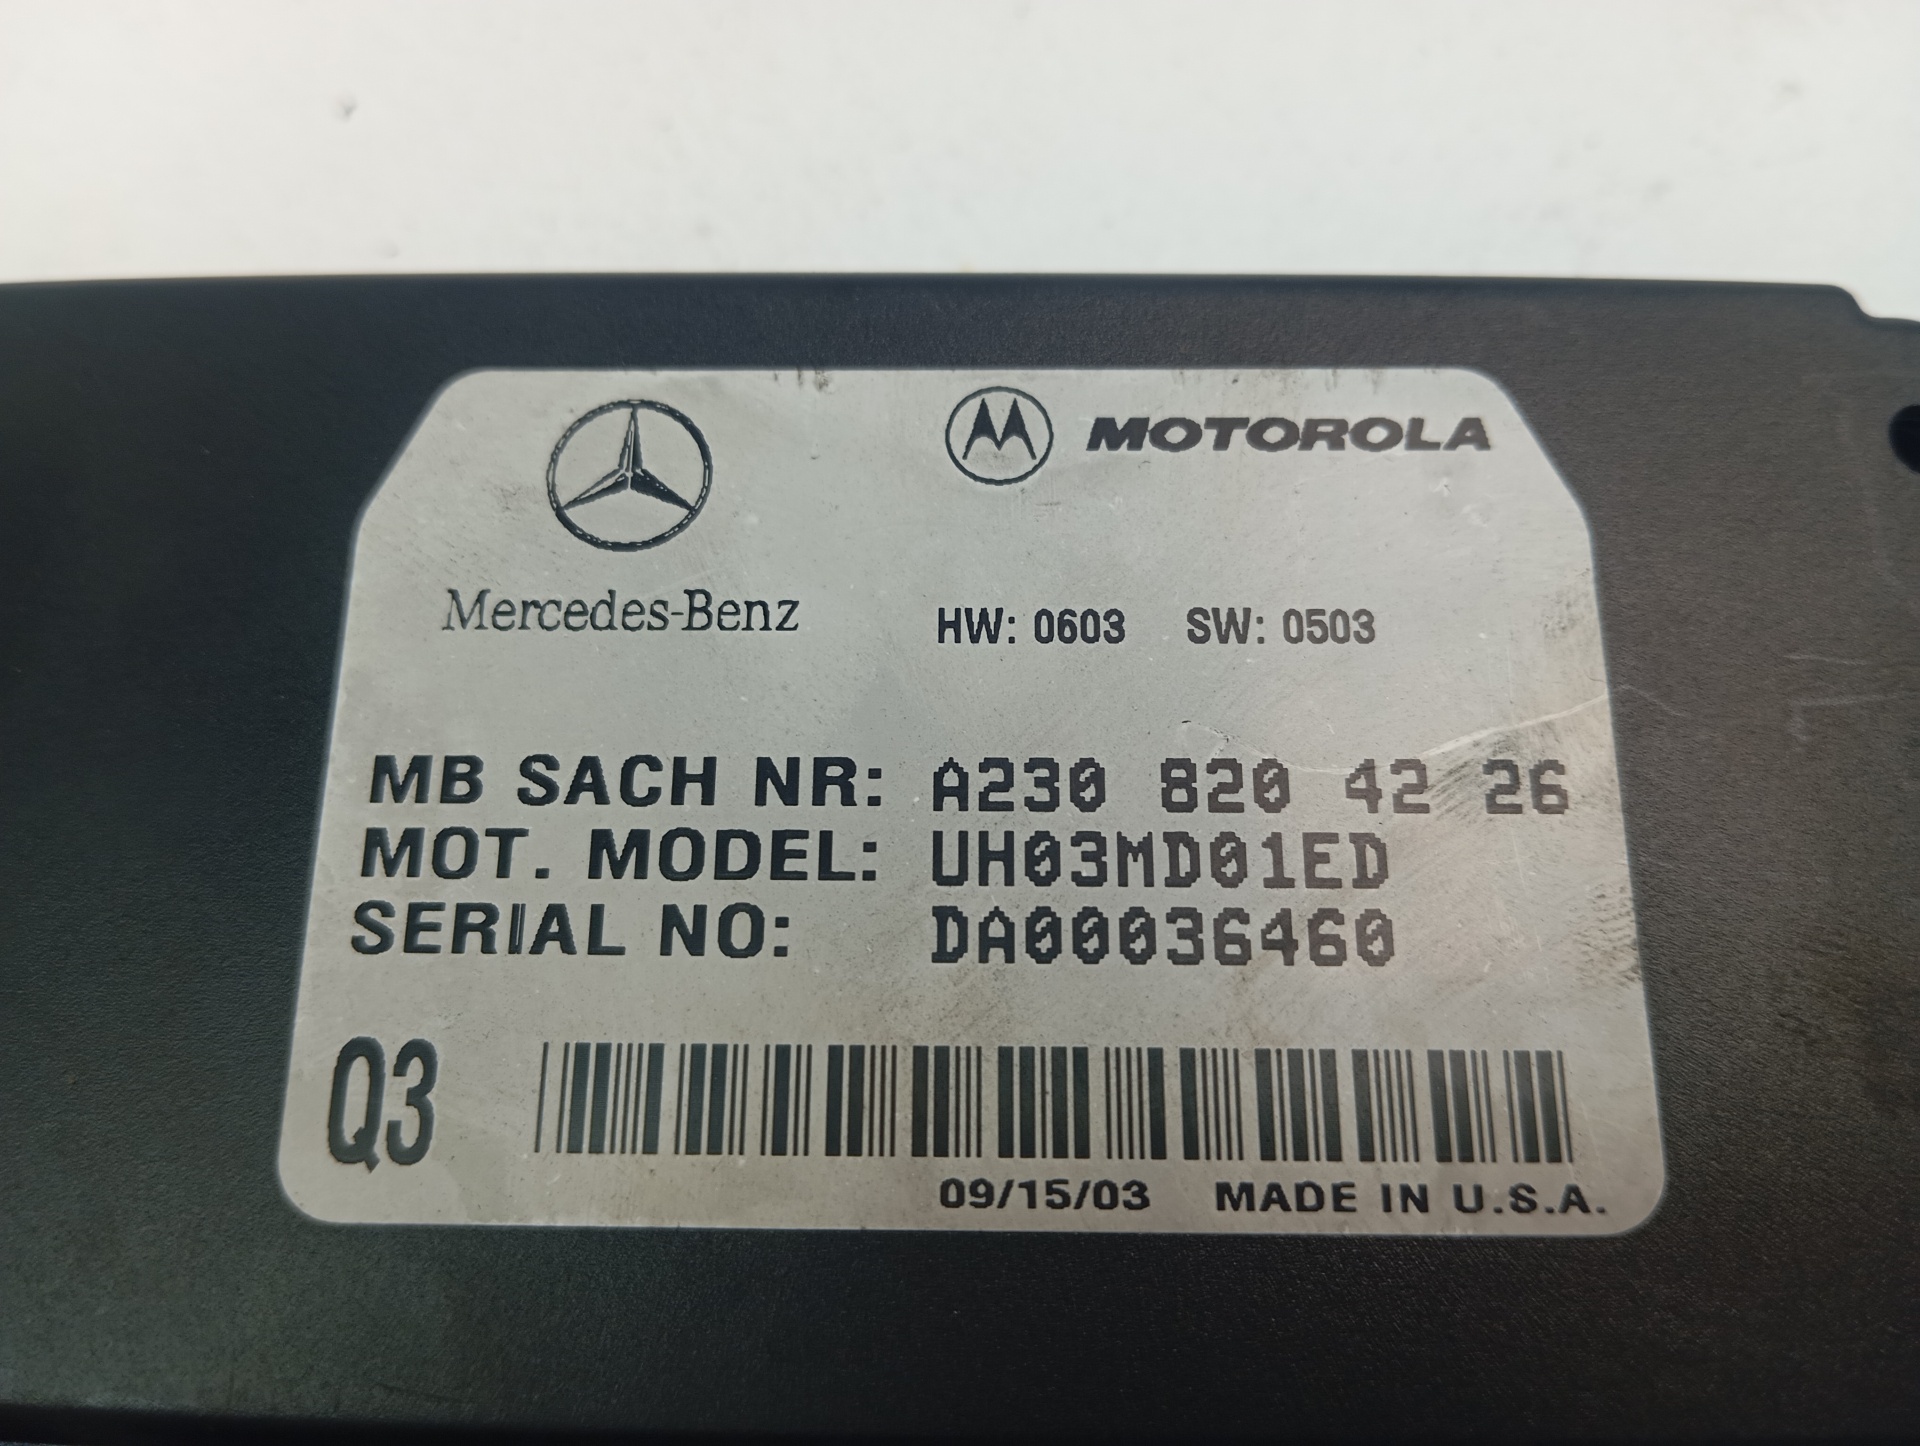 MOTOROLA
Mercedes-Benz
HW: 0603 SW: 0503
MB SACH NR: A230 820 42 26
MOT. MODEL: UH03MD01ED
SERIAL NO: DA00036460
Q3
09/15/03 MADE IN U.S.A.